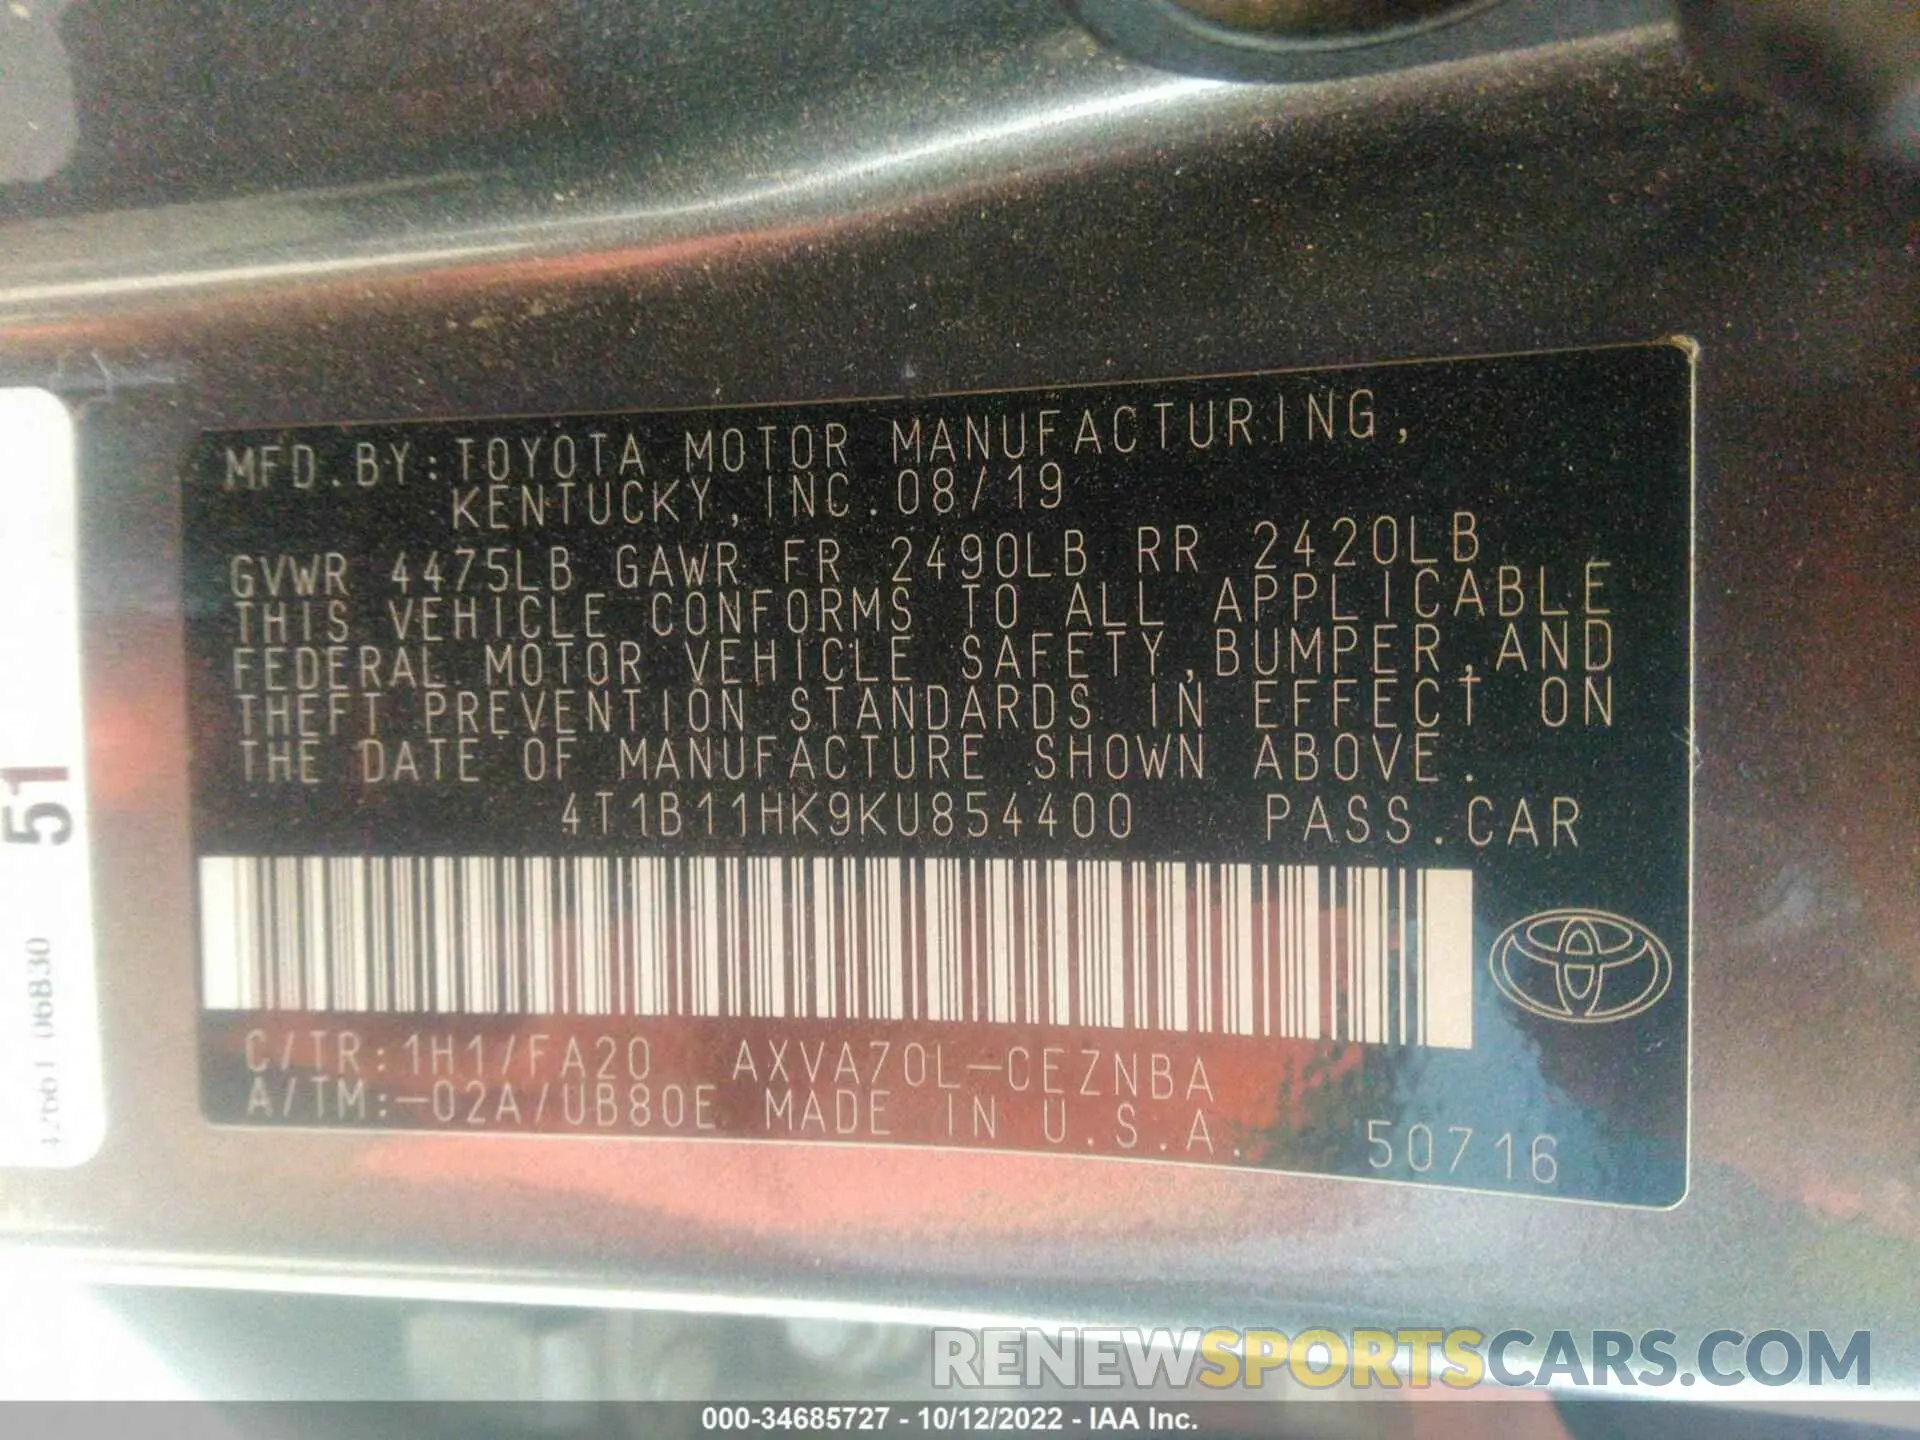 MFD.BY:TOYOTA MOTOR MANUFACTURING,
KENTUCKY, INC.08/19
GVWR 4475LB GAWR FR 2490LB RR 2420LB
THIS VEHICLE CONFORMS TO ALL APPLICABLE
FEDERAL MOTOR VEHICLE SAFETY,BUMPER,AND
THEFT PREVENTION STANDARDS IN EFFECT ON
THE DATE OF MANUFACTURE SHOWN ABOVE.
4T1B11HK9KU854400 PASS.CAR
C/TR:1H1/FA20 AXVA70L-CEZNBA
A/TM:-02A/UB80E MADE IN U.S.A.
50716
51
06B30
RENEWSPORTSCARS.COM
000-34685727 - 10/12/2022 - IAA Inc.